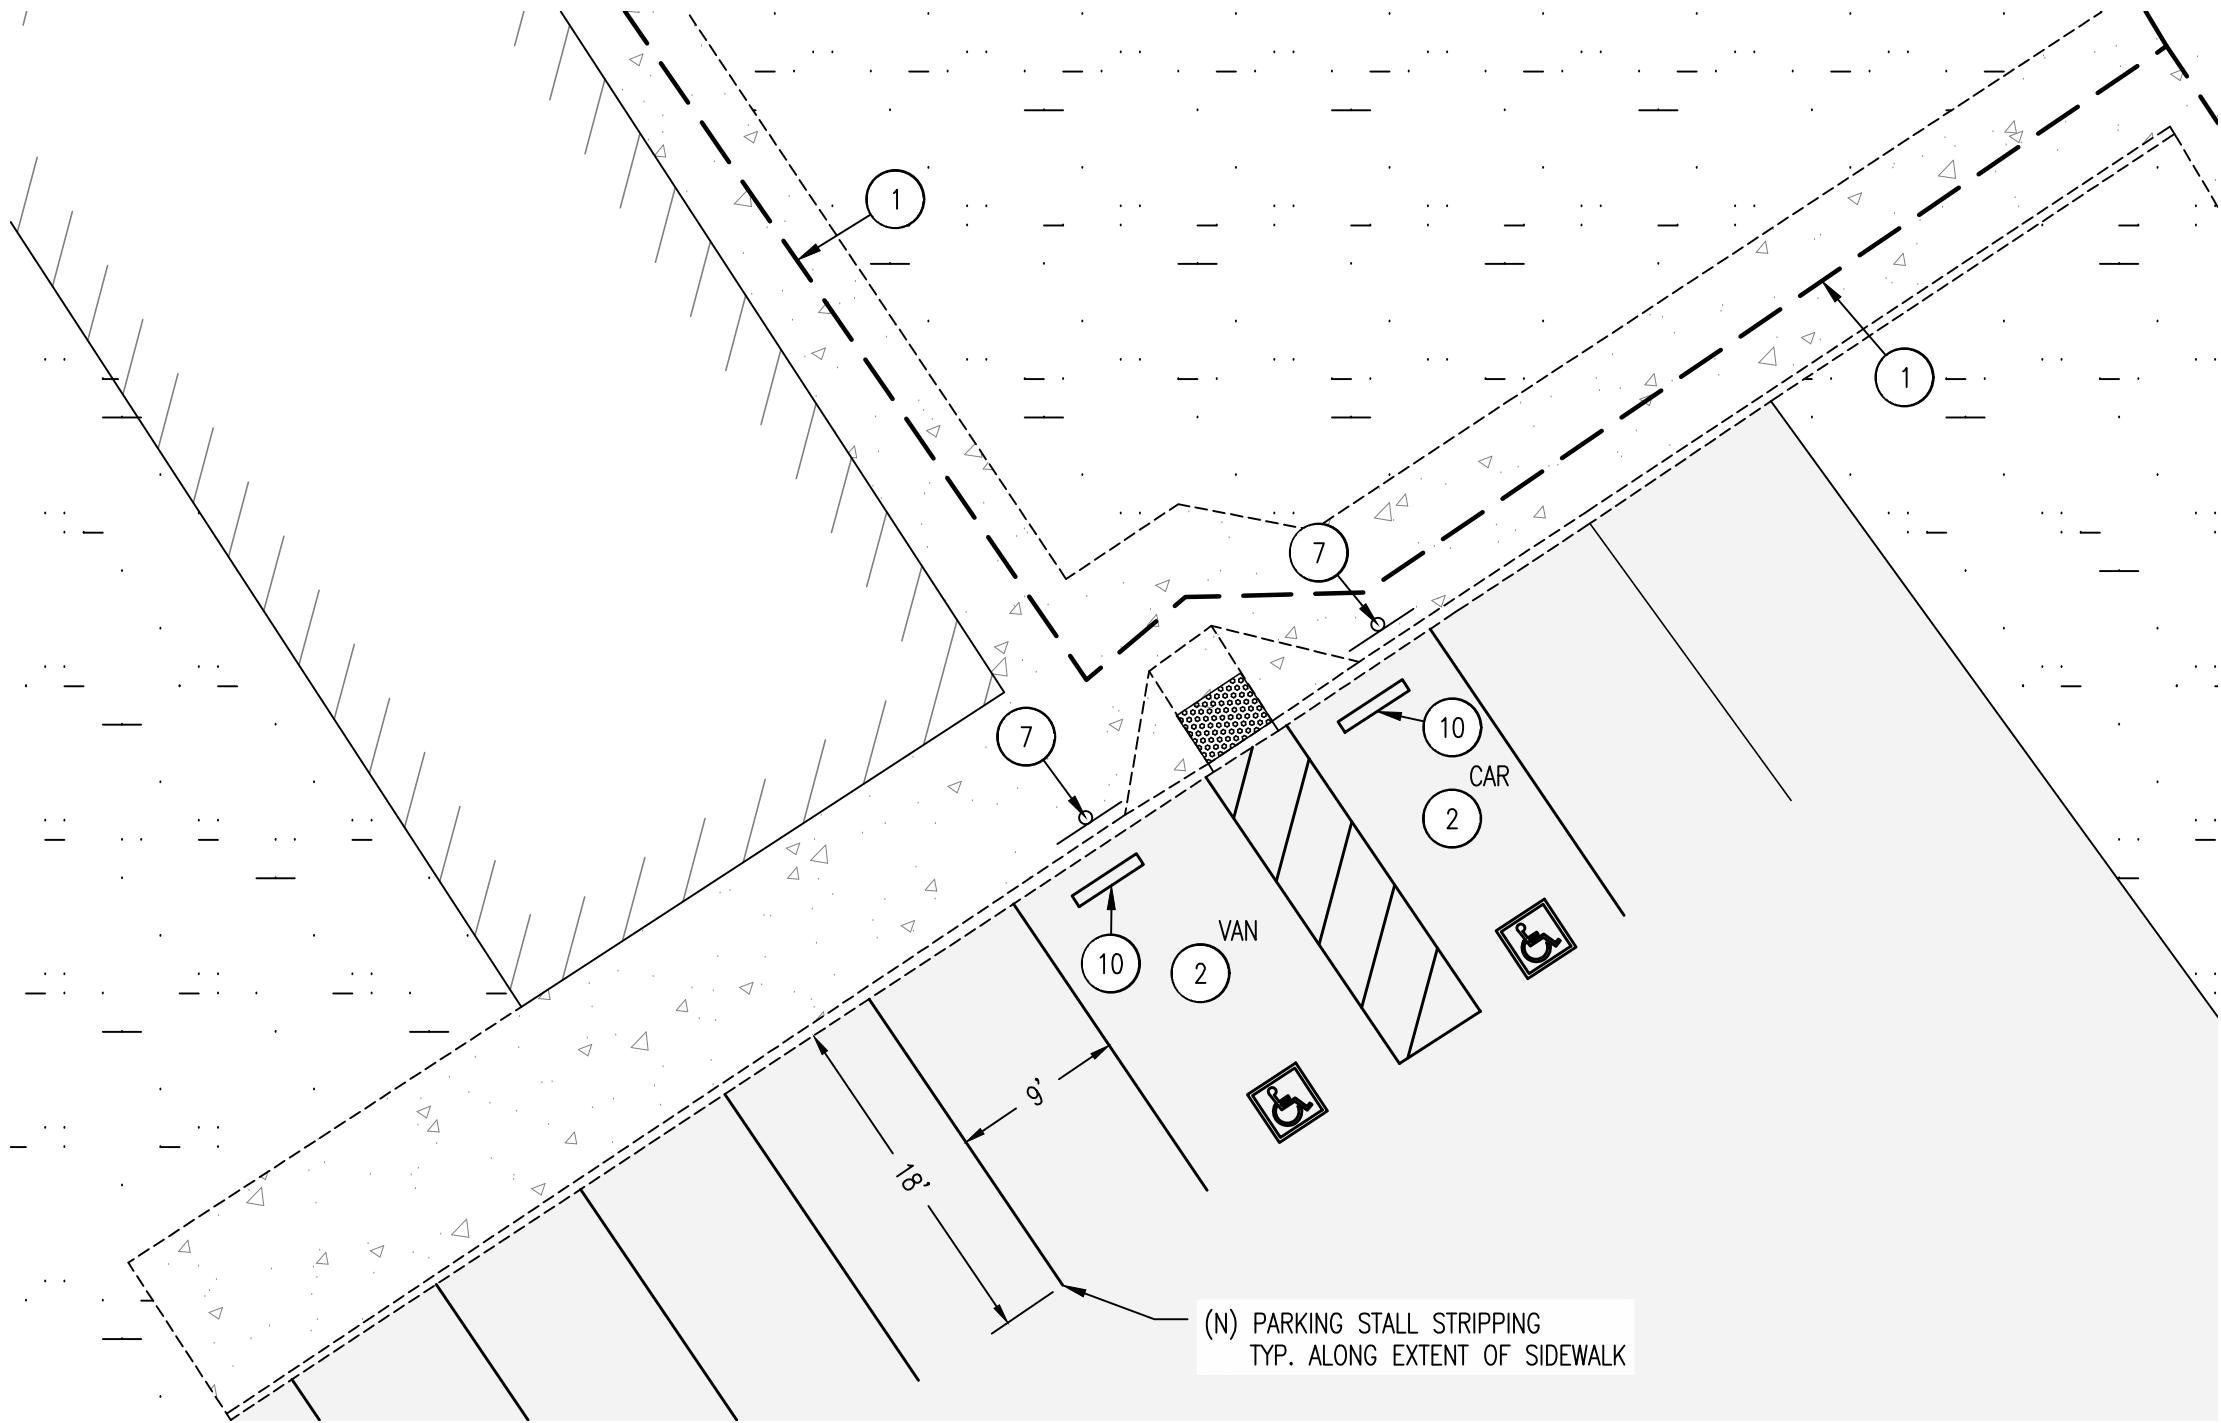 1
1
7
7
10
CAR
2
VAN
10
2
9'
18'
(N) PARKING STALL STRIPPING
TYP. ALONG EXTENT OF SIDEWALK